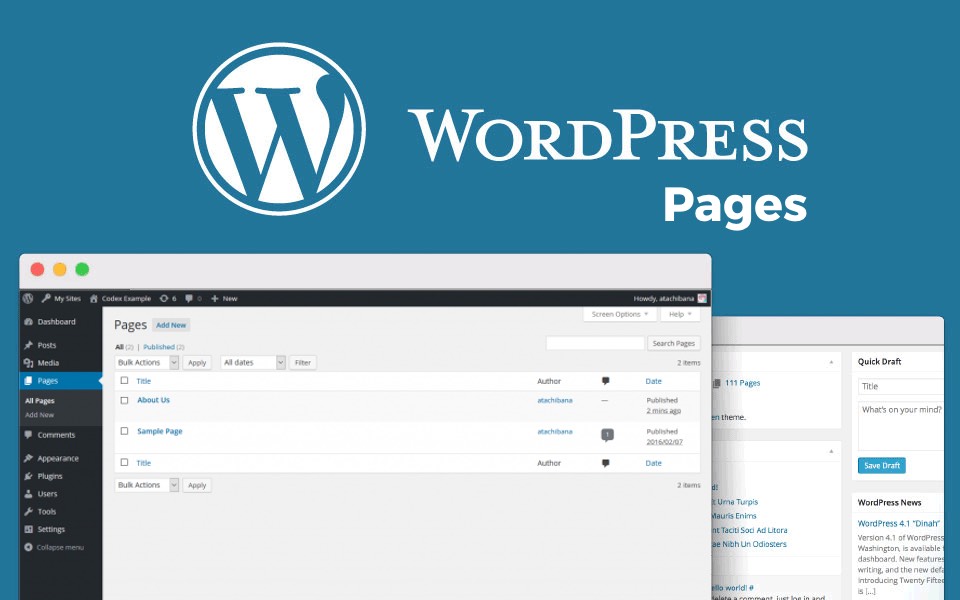 WORDPRESS
Pages
My Sites Codex Example 6 0 New Howdy, atachibana
Dashboard
Posts
Media
Pages
All Pages
Add New
Comments
Appearance
Plugins
Users
Tools
Settings
Collapse menu
Screen Options Help
Pages Add New
All (2) | Published (2)
Search Pages
Bulk Actions Apply All dates Filter 2 items
Title Author Date
About Us atachibana — Published
2 mins ago
Sample Page atachibana 1 Published
2016/02/07
Title Author Date
Bulk Actions Apply 2 items
111 Pages
en theme.
d!
t Urna Turpis
Mauris Enims
nt Taciti Soci Ad Litora
ae Nibh Un Odiosters
ello world! #
delete a comment, just log in and
Quick Draft
Title
What's on your mind?
Save Draft
WordPress News
WordPress 4.1 “Dinah”
Version 4.1 of WordPress
Washington, is available
dashboard. New features
writing, and the new defa
introducing Twenty Fiftee
is [...]